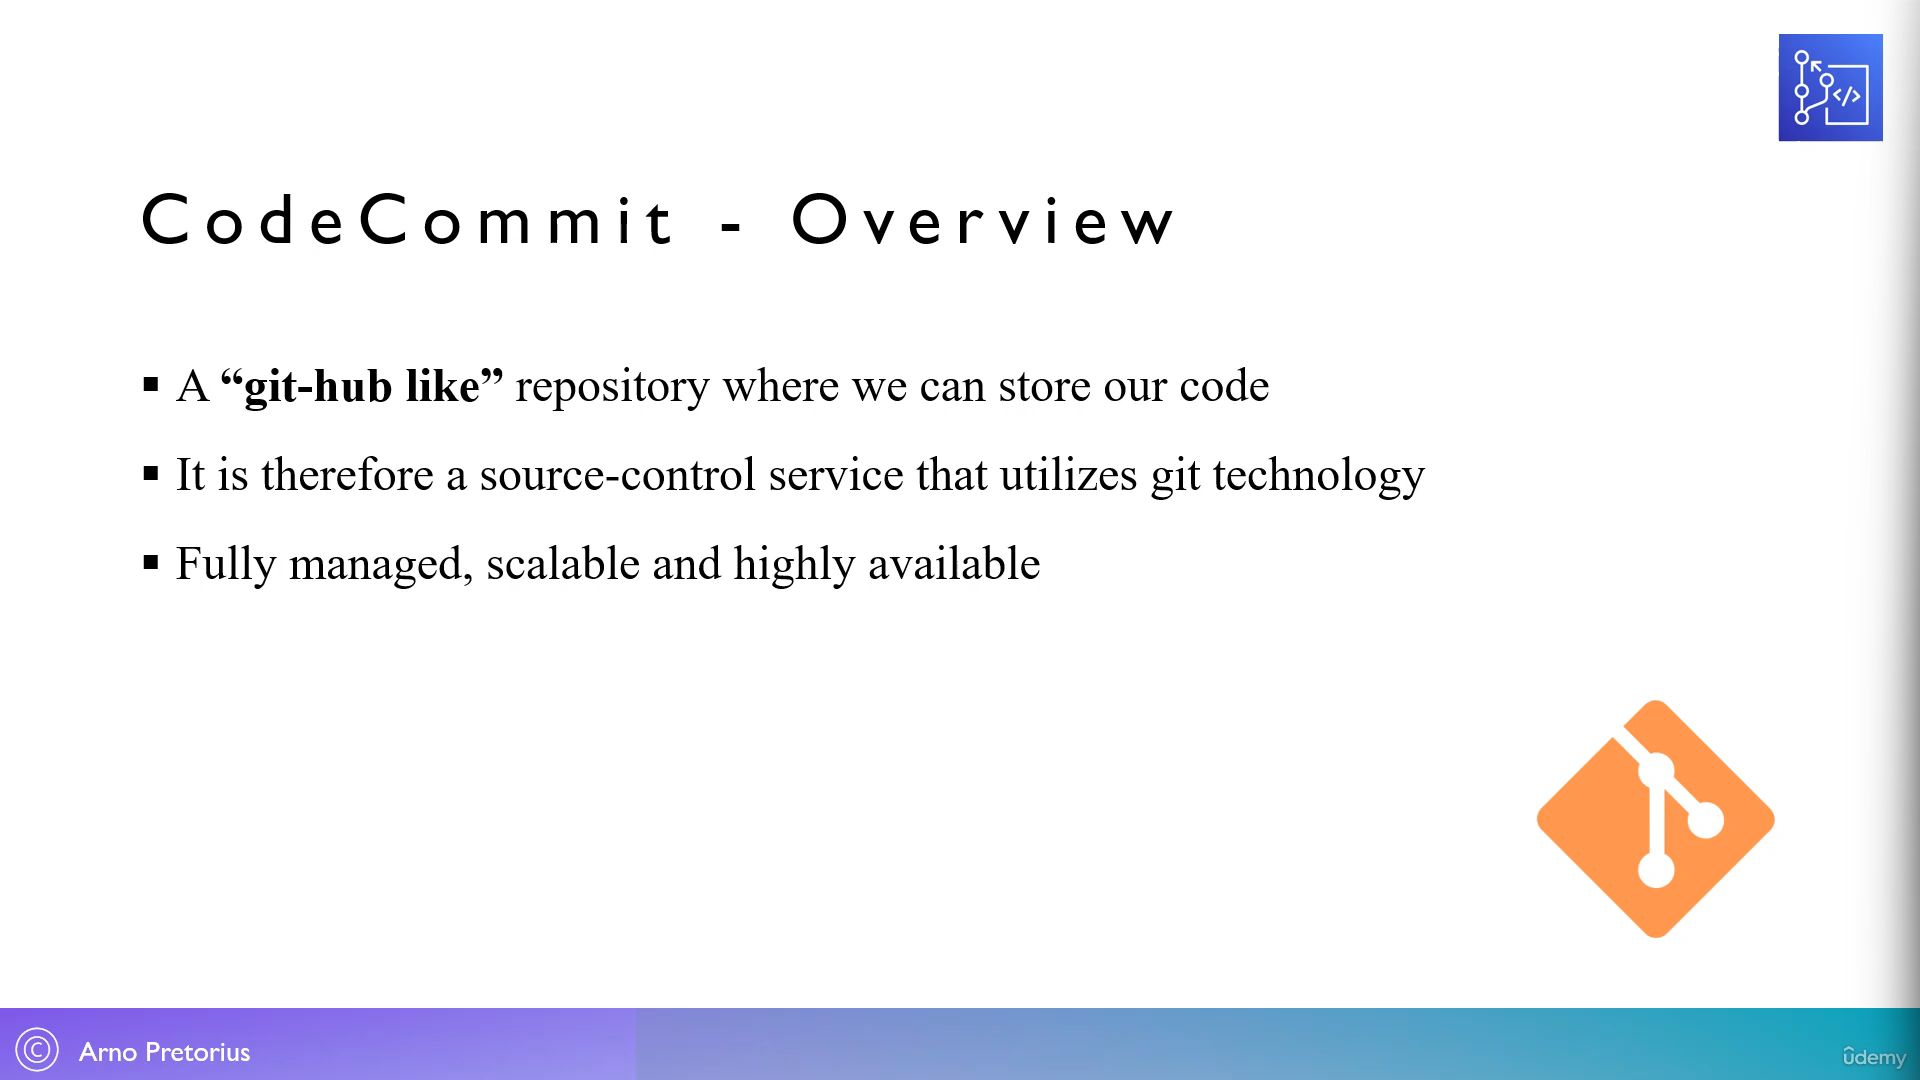 CodeCommit - Overview
▪ A “git-hub like” repository where we can store our code
▪ It is therefore a source-control service that utilizes git technology
▪ Fully managed, scalable and highly available
© Arno Pretorius
ûdemy